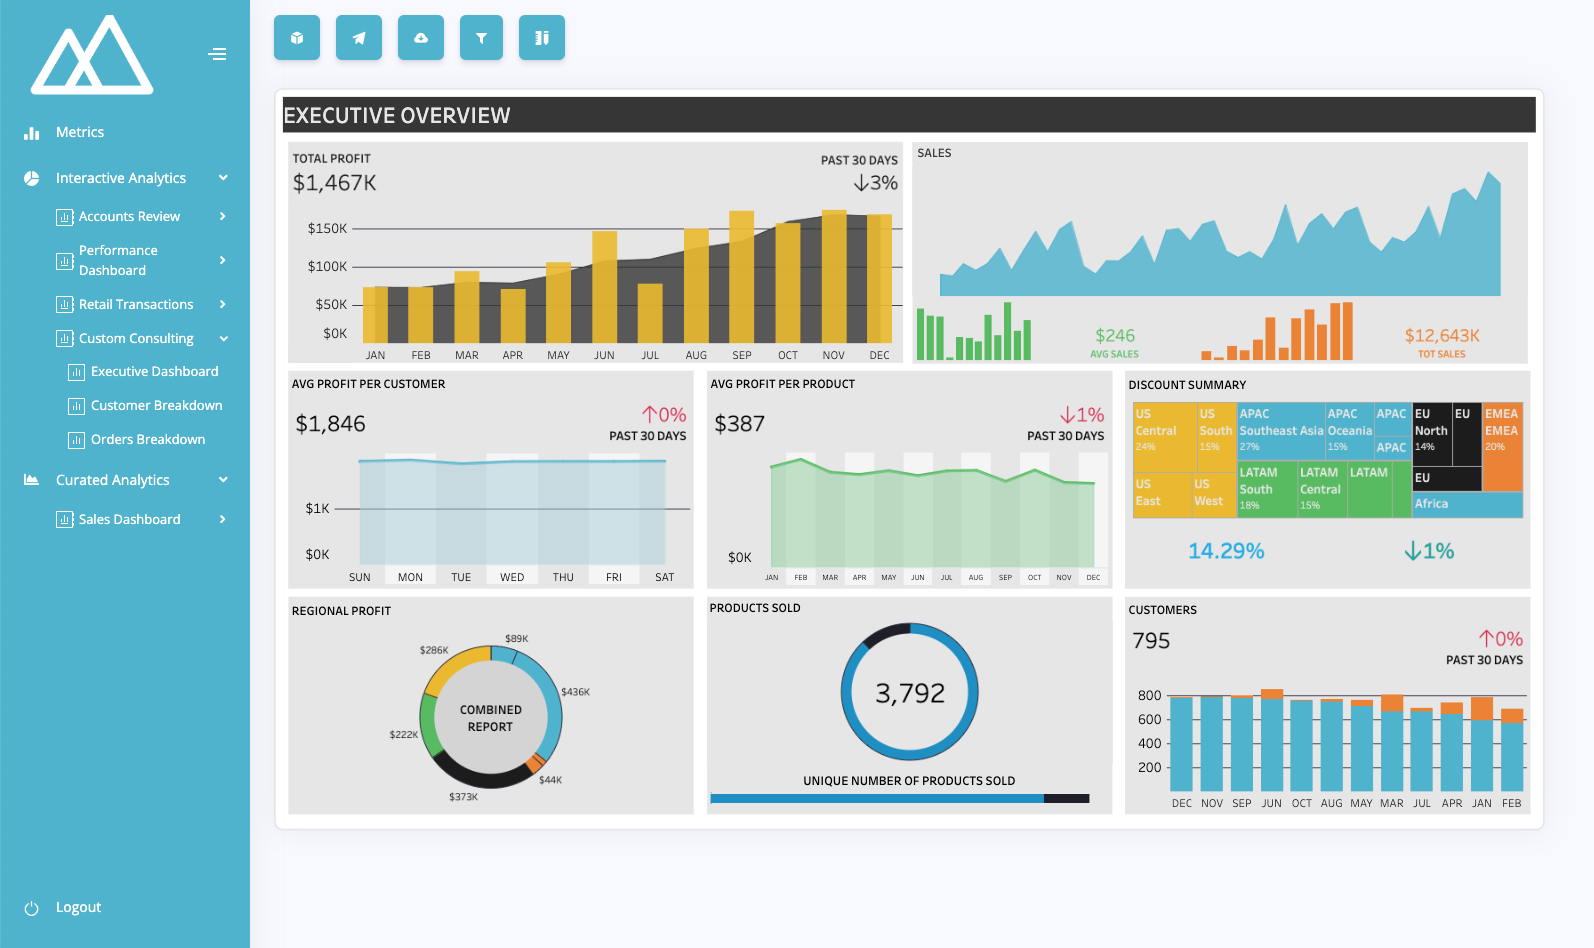 Metrics
Interactive Analytics
Accounts Review
Performance
Dashboard
Retail Transactions
Custom Consulting
Executive Dashboard
Customer Breakdown
Orders Breakdown
Curated Analytics
Sales Dashboard
Logout
EXECUTIVE OVERVIEW
TOTAL PROFIT
$1,467K
PAST 30 DAYS
↓3%
$150K
$100K
$50K
$0K
JAN FEB MAR APR MAY JUN JUL AUG SEP OCT NOV DEC
SALES
$246
AVG SALES
$12,643K
TOT SALES
AVG PROFIT PER CUSTOMER
$1,846
↑0%
PAST 30 DAYS
$1K
$0K
SUN MON TUE WED THU FRI SAT
AVG PROFIT PER PRODUCT
$387
↓1%
PAST 30 DAYS
$0K
JAN FEB MAR APR MAY JUN JUL AUG SEP OCT NOV DEC
DISCOUNT SUMMARY
US
Central
24%
US
South
15%
US
East
US
West
APAC
Southeast Asia
27%
APAC
Oceania
15%
APAC
APAC
LATAM
South
18%
LATAM
Central
15%
LATAM
EU
North
14%
EU
EU
EMEA
EMEA
20%
Africa
14.29%
↓1%
REGIONAL PROFIT
$89K
$286K
$436K
COMBINED
REPORT
$222K
$44K
$373K
PRODUCTS SOLD
3,792
UNIQUE NUMBER OF PRODUCTS SOLD
CUSTOMERS
795
↑0%
PAST 30 DAYS
800
600
400
200
DEC NOV SEP JUN OCT AUG MAY MAR JUL APR JAN FEB